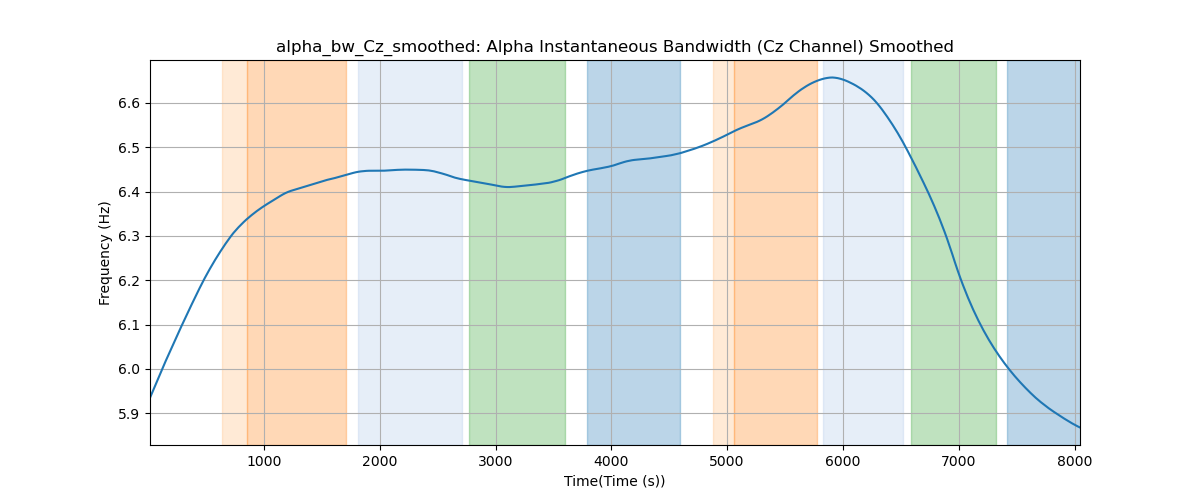 alpha_bw_Cz_smoothed: Alpha Instantaneous Bandwidth (Cz Channel) Smoothed
Frequency (Hz)
6.6
6.5
6.4
6.3
6.2
6.1
6.0
5.9
1000 2000 3000 4000 5000 6000 7000 8000
Time(Time (s))